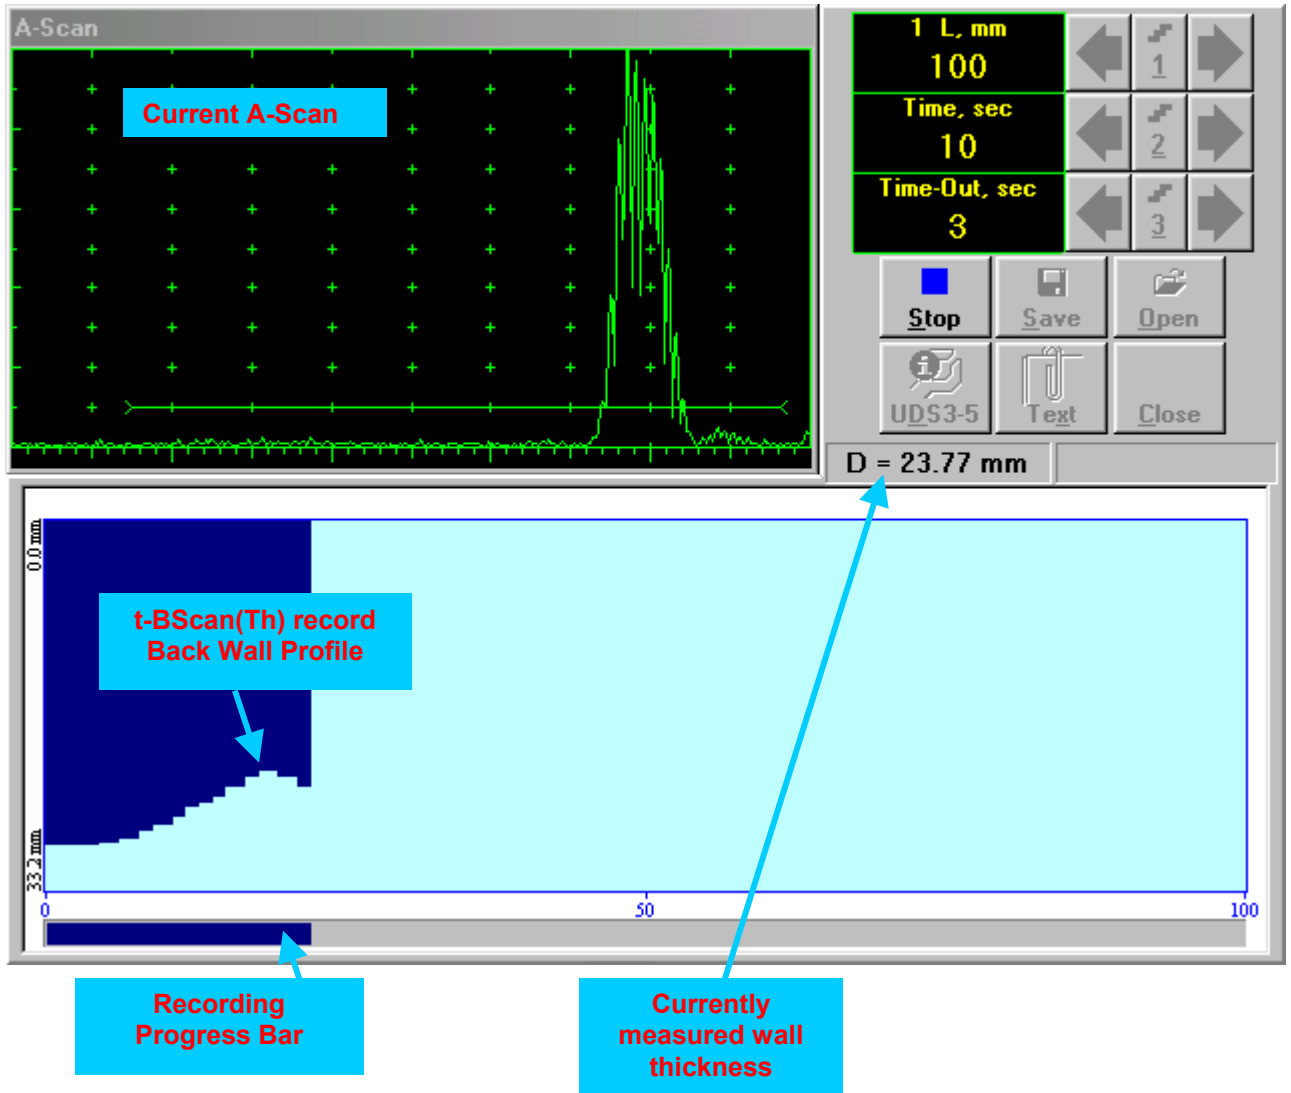 A-Scan
Current A-Scan
1 L, mm
100
1
Time, sec
10
2
Time-Out, sec
3
3
Stop
Save
Open
UDS3-5
Text
Close
D = 23.77 mm
0.0 mm
t-BScan(Th) record
Back Wall Profile
33.2 mm
0
50
100
Recording
Progress Bar
Currently
measured wall
thickness